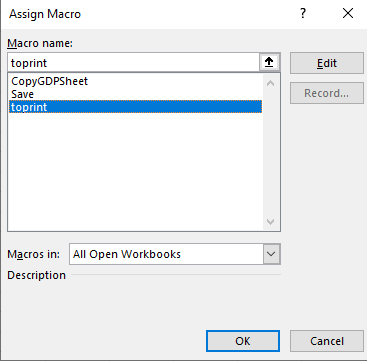 Assign Macro
Macro name:
toprint
Edit
CopyGDPSheet
Save
toprint
Record...
Macros in: All Open Workbooks
Description
OK Cancel